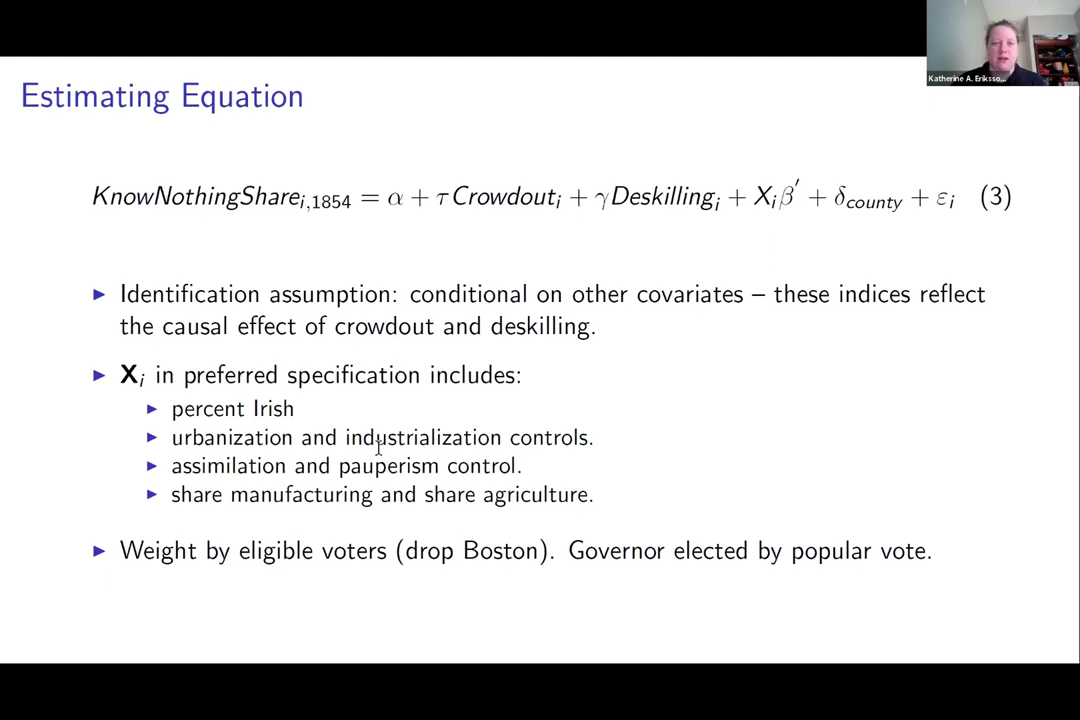 Katherine A. Eriksso...
Estimating Equation
KnowNothingShare_{i,1854} = α + τ Crowdout_i + γ Deskilling_i + X_i β′ + δ_{county} + ε_i (3)
▶ Identification assumption: conditional on other covariates – these indices reflect
the causal effect of crowdout and deskilling.
▶ X_i in preferred specification includes:
▶ percent Irish
▶ urbanization and industrialization controls.
▶ assimilation and pauperism control.
▶ share manufacturing and share agriculture.
▶ Weight by eligible voters (drop Boston). Governor elected by popular vote.